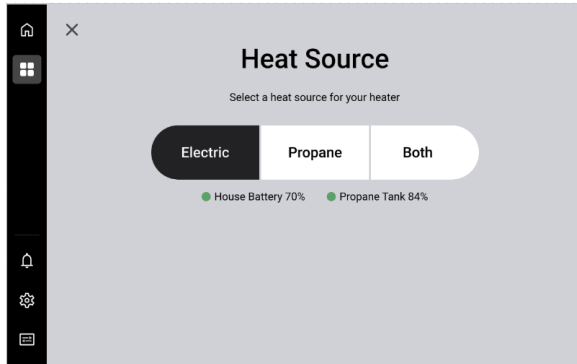 Heat Source
Select a heat source for your heater
Electric Propane Both
House Battery 70% Propane Tank 84%